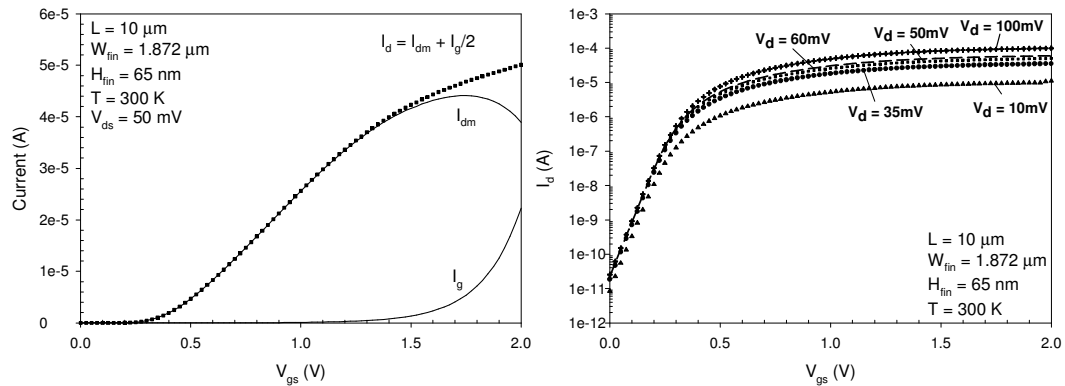 6e-5
5e-5
4e-5
3e-5
2e-5
1e-5
0
Current (A)
L = 10 μm
W_fin = 1.872 μm
H_fin = 65 nm
T = 300 K
V_ds = 50 mV
I_d = I_dm + I_g/2
I_dm
I_g
0.0 0.5 1.0 1.5 2.0
V_gs (V)
1e-3
1e-4
1e-5
1e-6
1e-7
1e-8
1e-9
1e-10
1e-11
1e-12
I_d (A)
V_d = 60mV
V_d = 50mV
V_d = 100mV
V_d = 35mV
V_d = 10mV
L = 10 μm
W_fin = 1.872 μm
H_fin = 65 nm
T = 300 K
0.0 0.5 1.0 1.5 2.0
V_gs (V)